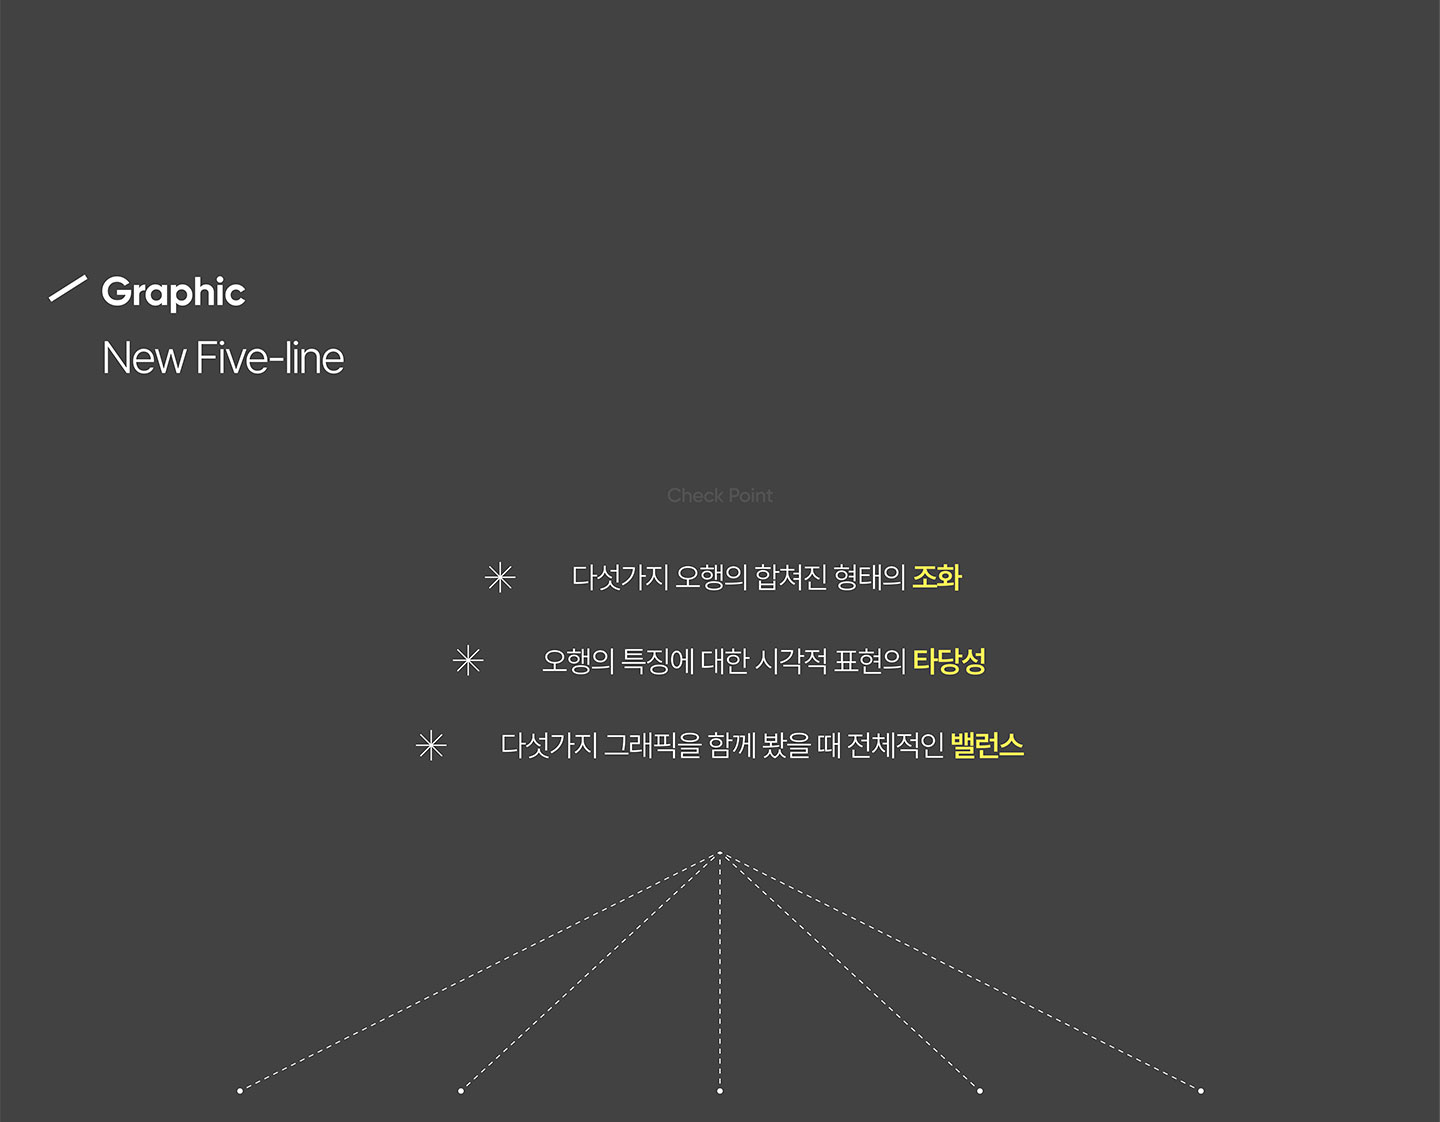 Graphic
New Five-line
Check Point
다섯가지 오행의 합쳐진 형태의 조화
오행의 특징에 대한 시각적 표현의 타당성
다섯가지 그래픽을 함께 봤을 때 전체적인 밸런스